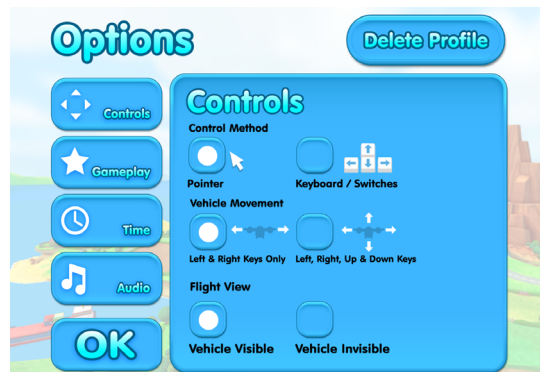 Options
Delete Profile
Controls
Gameplay
Time
Audio
OK
Controls
Control Method
Pointer
Keyboard / Switches
Vehicle Movement
Left & Right Keys Only
Left, Right, Up & Down Keys
Flight View
Vehicle Visible
Vehicle Invisible